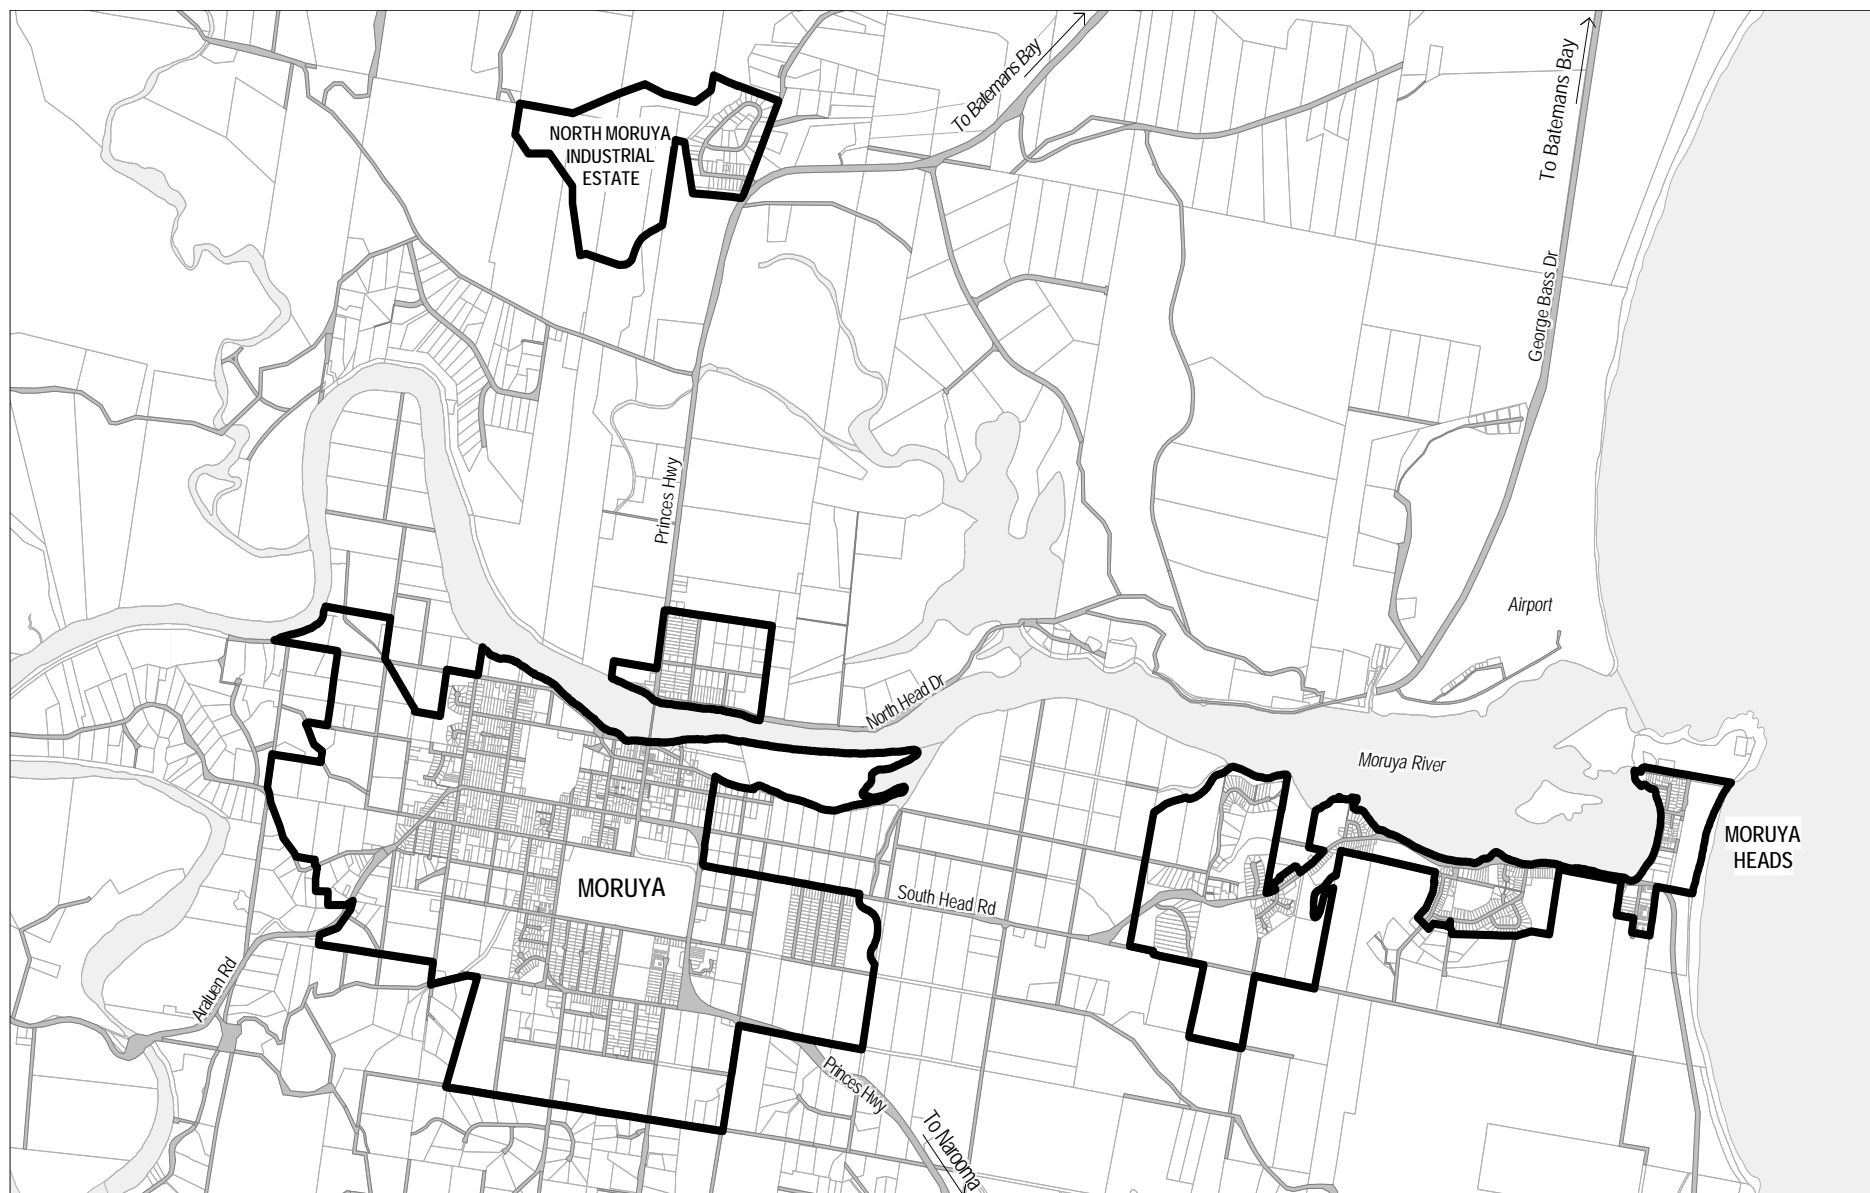 To Batemans Bay
To Batemans Bay
NORTH MORUYA
INDUSTRIAL
ESTATE
George Bass Dr
Princes Hwy
Airport
North Head Dr
Moruya River
MORUYA
HEADS
MORUYA
South Head Rd
Araluen Rd
Princes Hwy
To Narooma